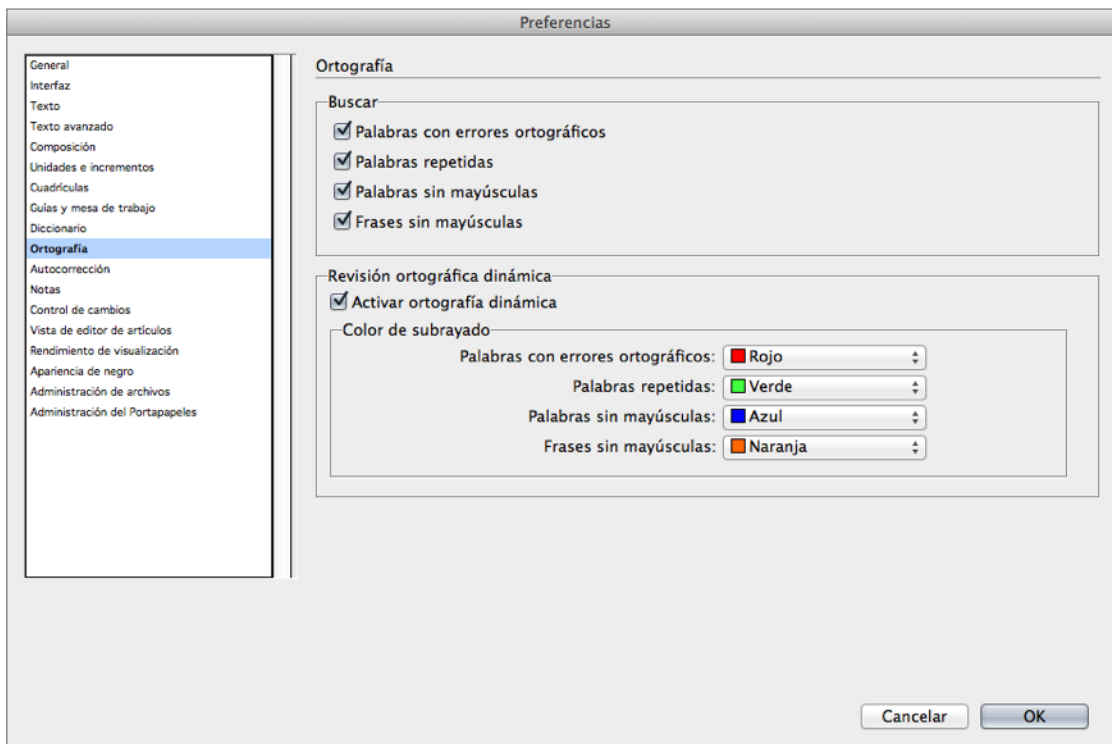 Preferencias
General
Interfaz
Texto
Texto avanzado
Composición
Unidades e incrementos
Cuadrículas
Guías y mesa de trabajo
Diccionario
Ortografía
Autocorrección
Notas
Control de cambios
Vista de editor de artículos
Rendimiento de visualización
Apariencia de negro
Administración de archivos
Administración del Portapapeles
Ortografía
Buscar
Palabras con errores ortográficos
Palabras repetidas
Palabras sin mayúsculas
Frases sin mayúsculas
Revisión ortográfica dinámica
Activar ortografía dinámica
Color de subrayado
Palabras con errores ortográficos: Rojo
Palabras repetidas: Verde
Palabras sin mayúsculas: Azul
Frases sin mayúsculas: Naranja
Cancelar OK